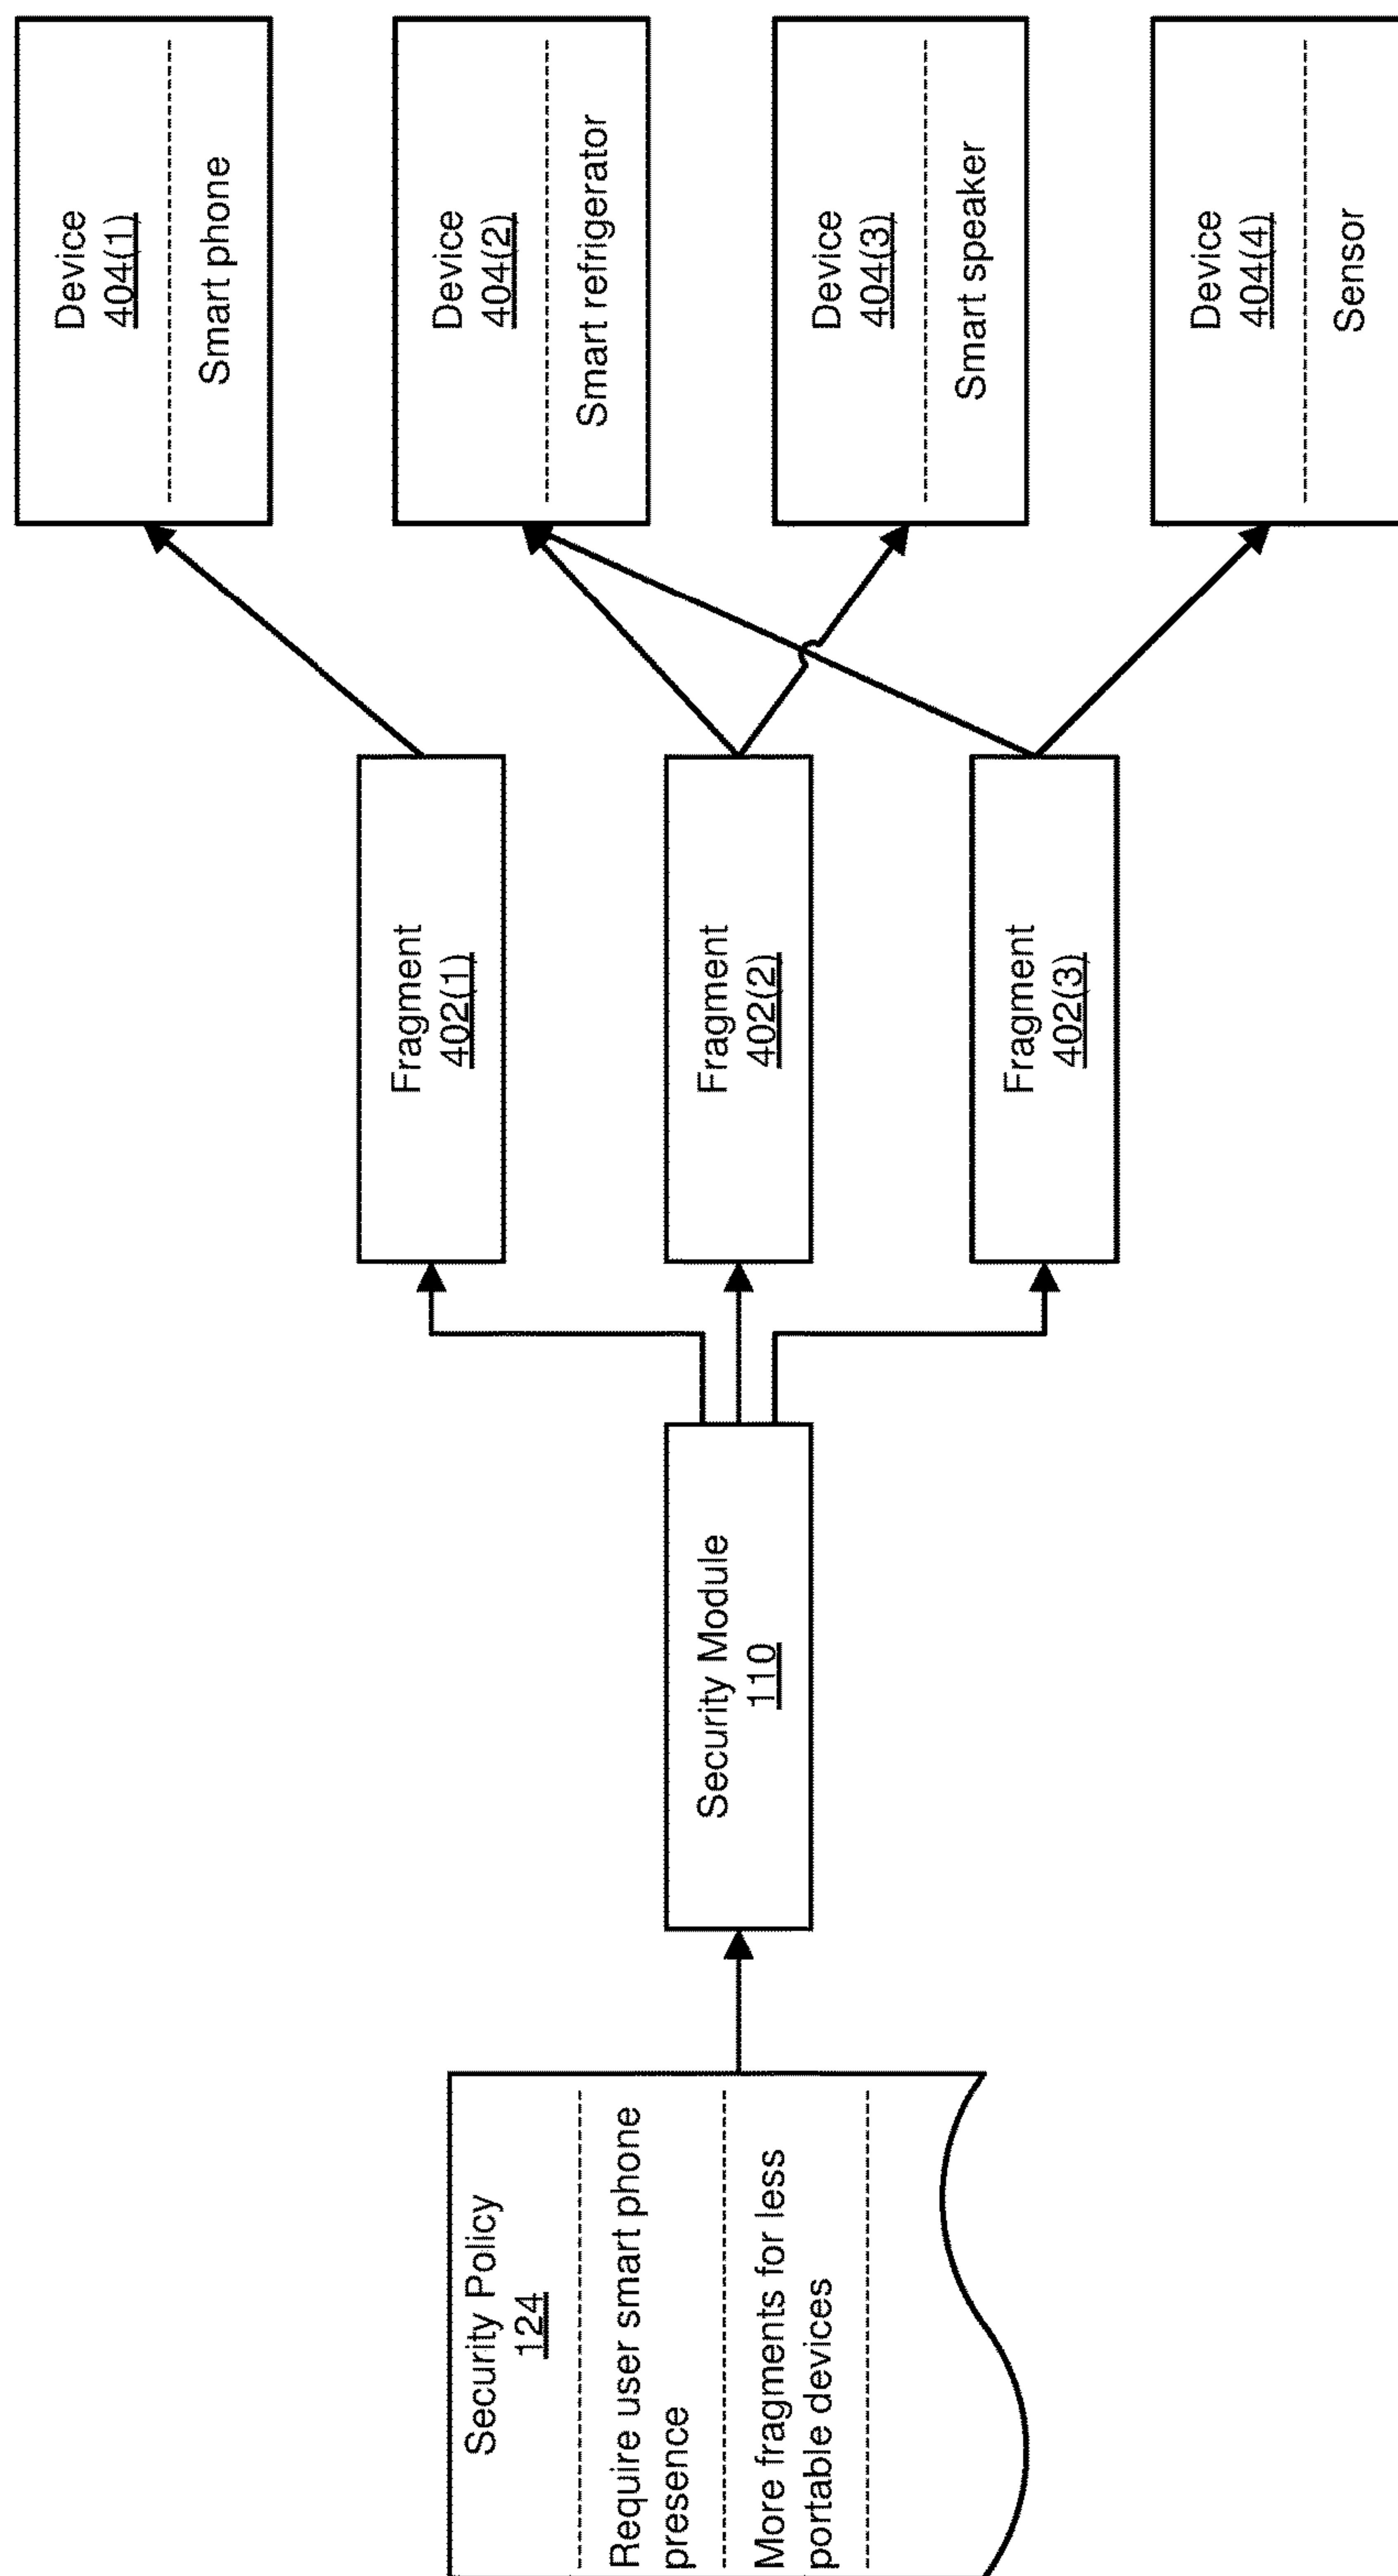 Security Policy
124
Require user smart phone
presence
More fragments for less
portable devices
Security Module
110
Fragment
402(1)
Fragment
402(2)
Fragment
402(3)
Device
404(1)
Smart phone
Device
404(2)
Smart refrigerator
Device
404(3)
Smart speaker
Device
404(4)
Sensor